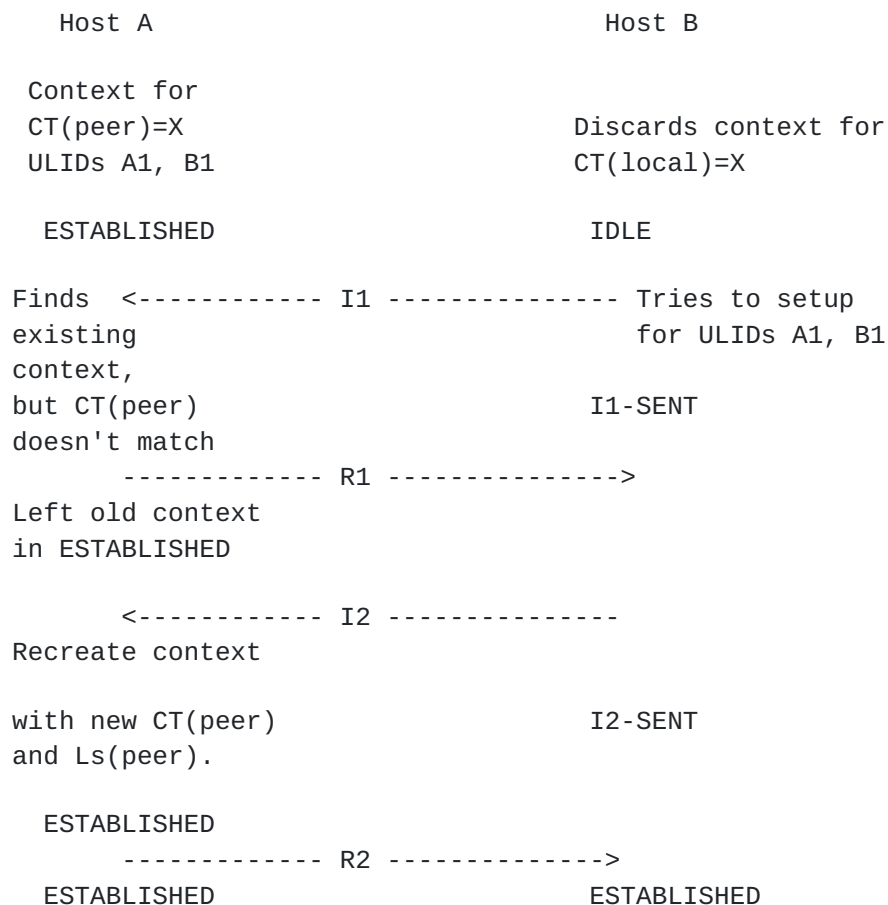 Host A                             Host B

 Context for
 CT(peer)=X                       Discards context for
 ULIDs A1, B1                     CT(local)=X

  ESTABLISHED                        IDLE

Finds  <------------ I1 --------------- Tries to setup
existing                                for ULIDs A1, B1
context,
but CT(peer)                         I1-SENT
doesn't match
       ------------- R1 --------------->
Left old context
in ESTABLISHED

       <------------ I2 ---------------
Recreate context

with new CT(peer)                    I2-SENT
and Ls(peer).

  ESTABLISHED
       ------------- R2 -------------->
  ESTABLISHED                        ESTABLISHED